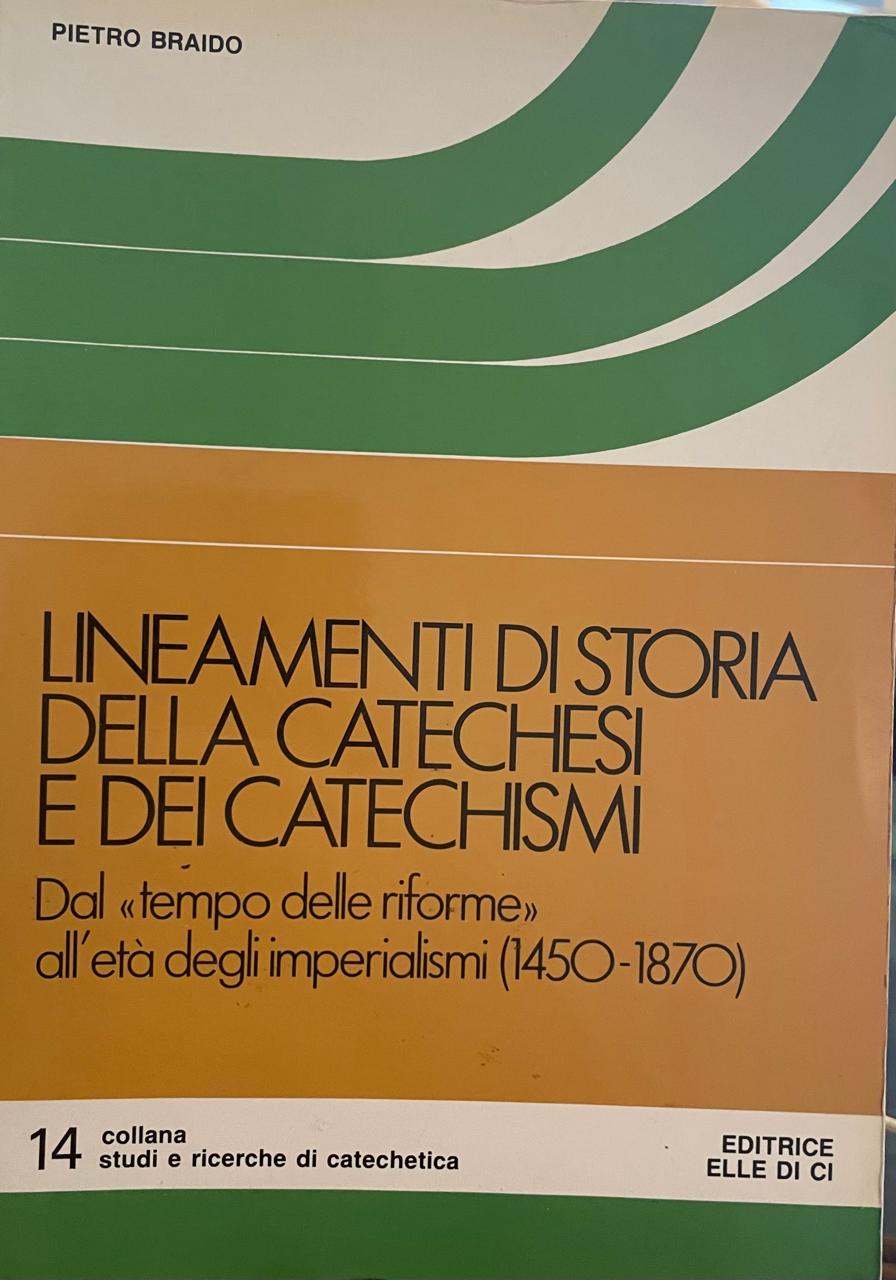 PIETRO BRAIDO
LINEAMENTI DI STORIA
DELLA CATECHESI
E DEI CATECHISMI
Dal «tempo delle riforme»
all'età degli imperialismi (1450-1870)
14 collana
studi e ricerche di catechetica
EDITRICE
ELLE DI CI